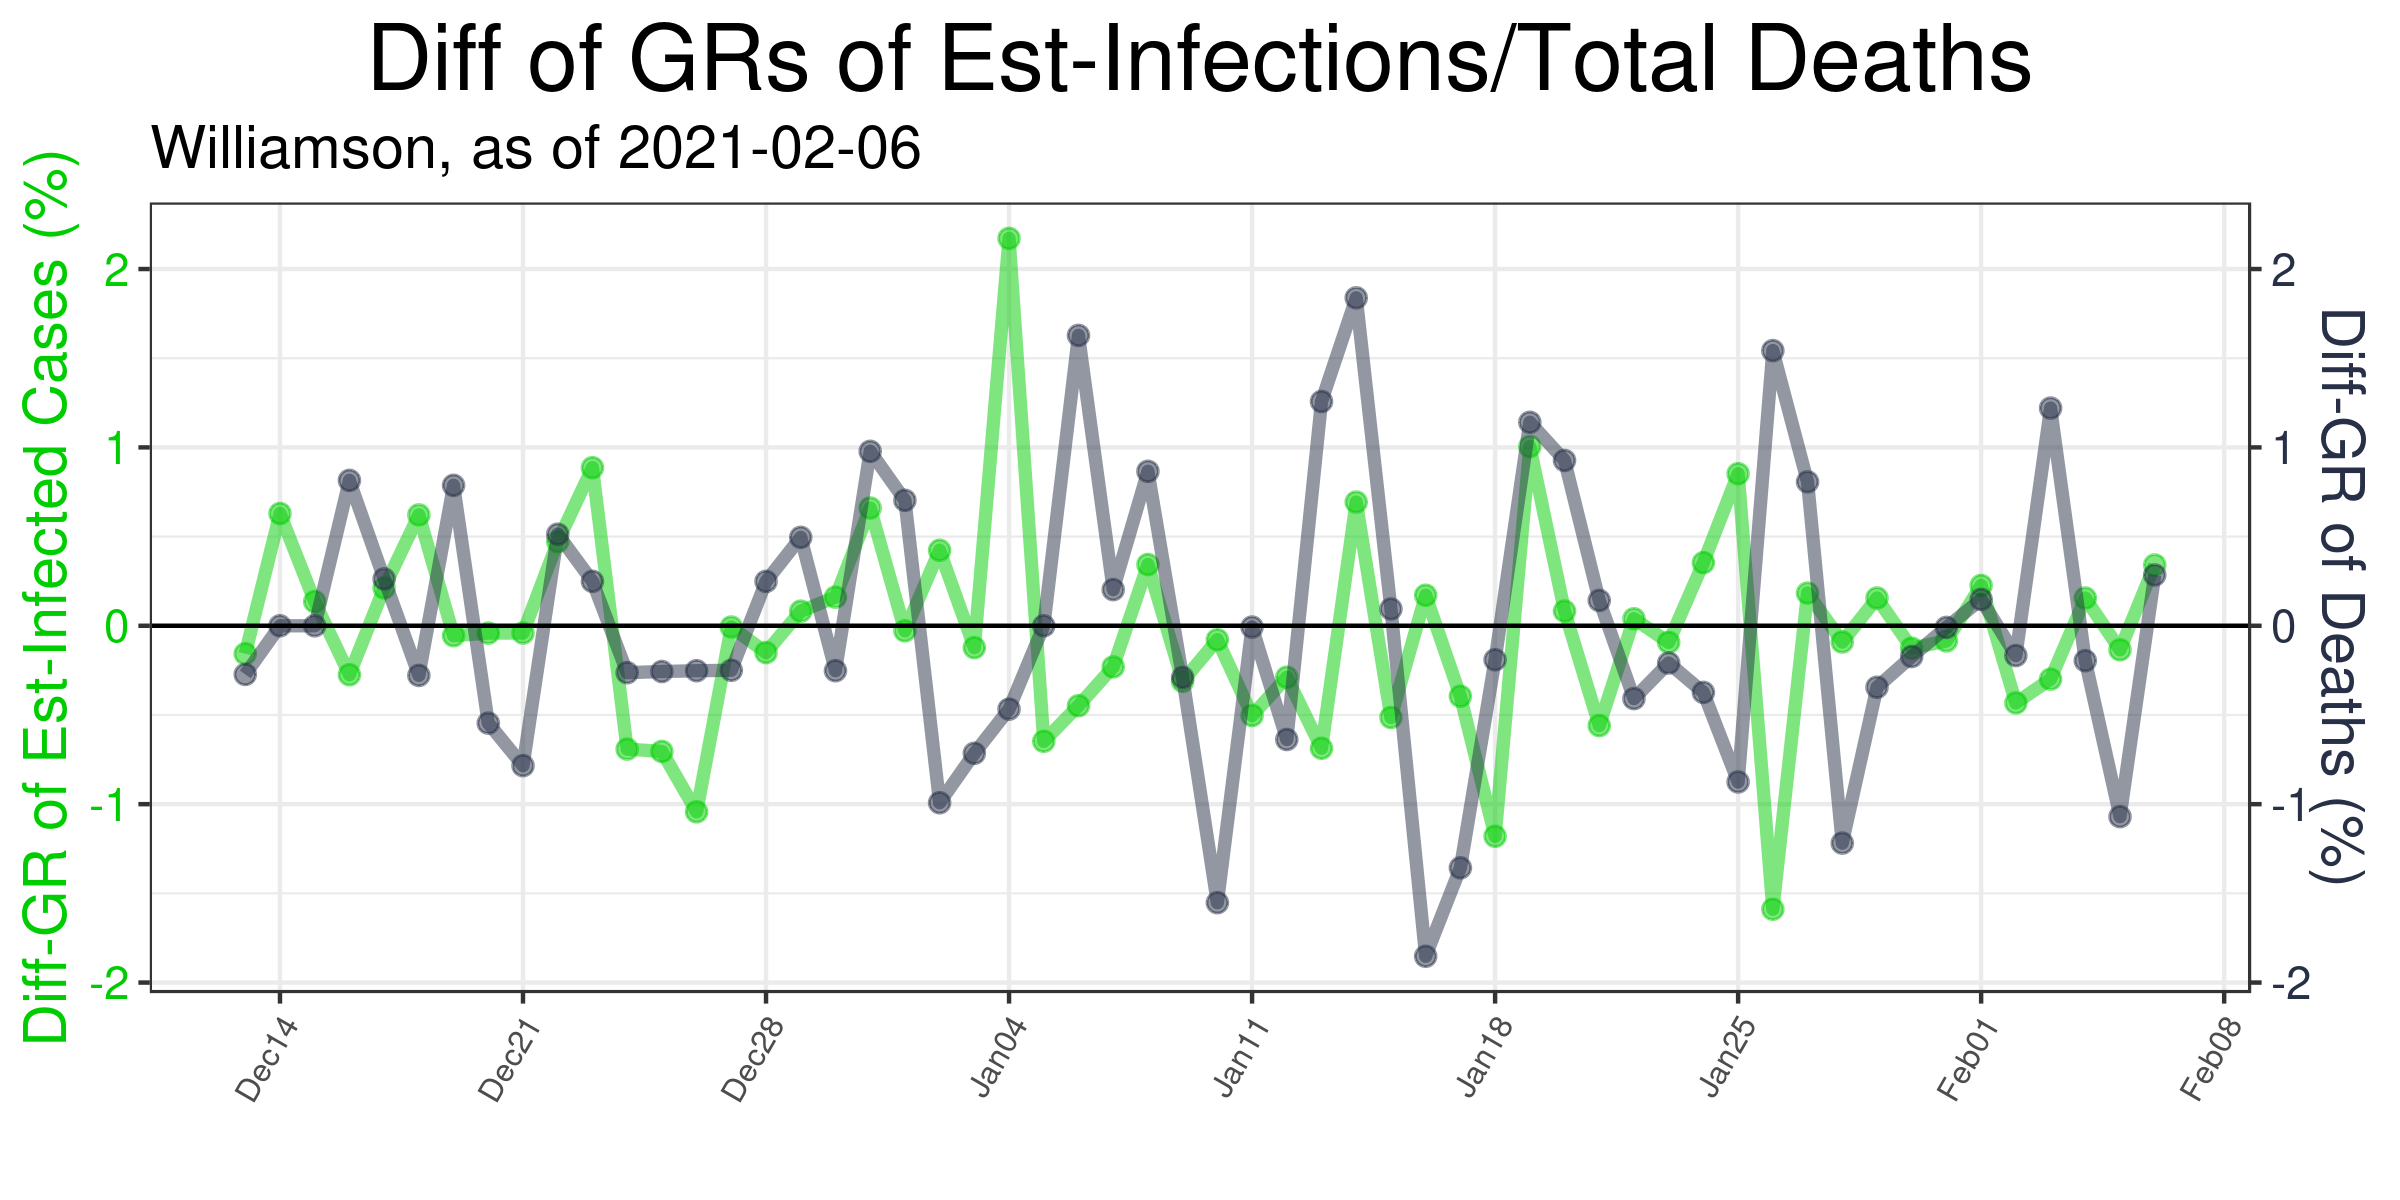 Diff of GRs of Est-Infections/Total Deaths
Williamson, as of 2021-02-06
Diff-GR of Est-Infected Cases (%)
2
1
0
-1
-2
2
1
0
-1
-2
Diff-GR of Deaths (%)
Dec14
Dec21
Dec28
Jan04
Jan11
Jan18
Jan25
Feb01
Feb08